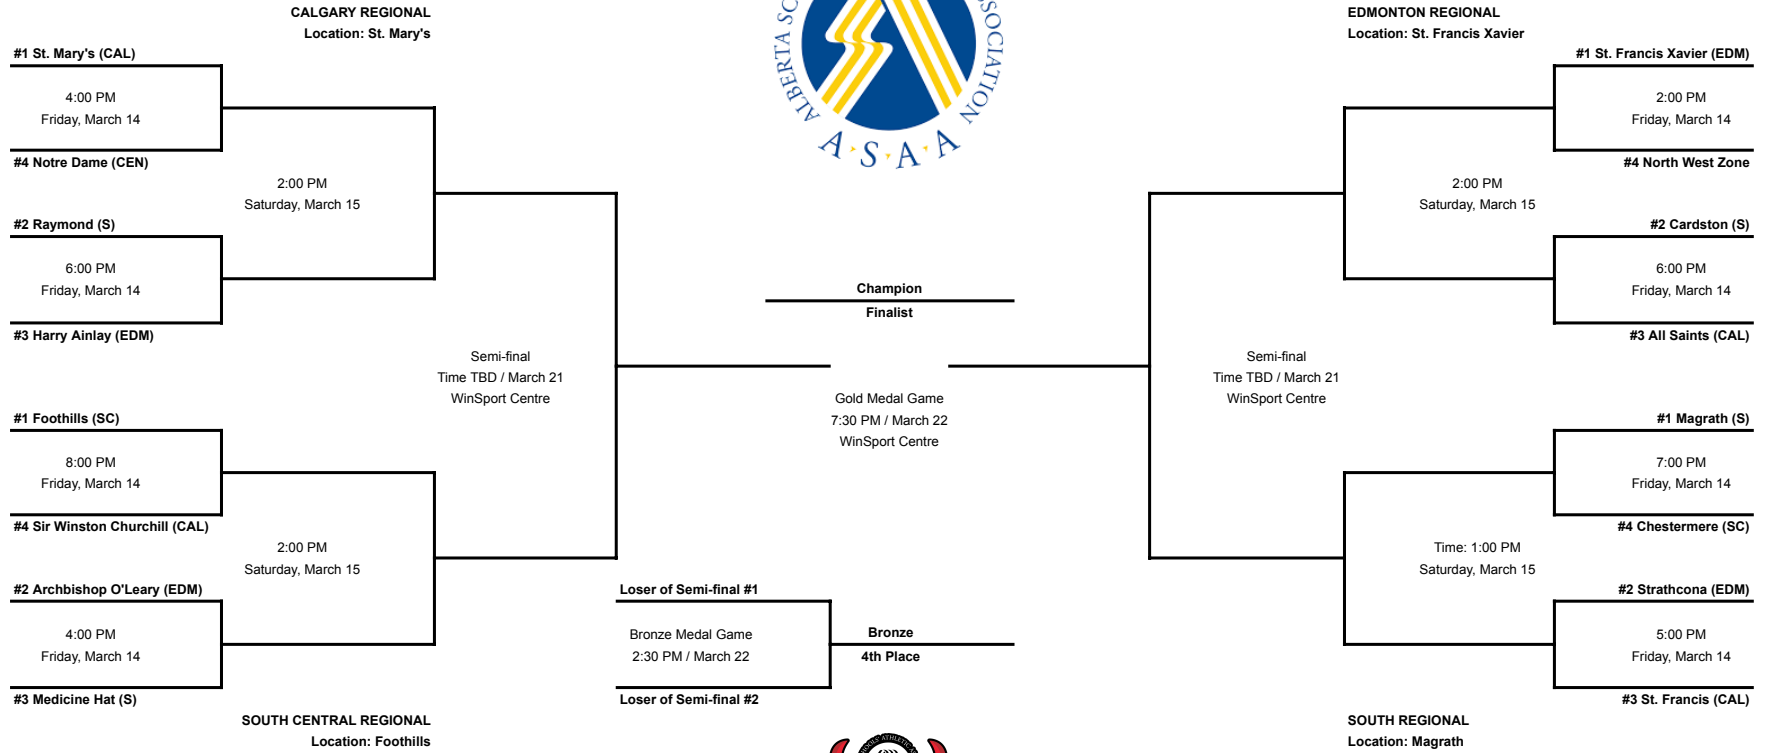 CALGARY REGIONAL
Location: St. Mary's
#1 St. Mary's (CAL)
4:00 PM
Friday, March 14
#4 Notre Dame (CEN)
2:00 PM
Saturday, March 15
#2 Raymond (S)
6:00 PM
Friday, March 14
#3 Harry Ainlay (EDM)
Semi-final
Time TBD / March 21
WinSport Centre
#1 Foothills (SC)
8:00 PM
Friday, March 14
#4 Sir Winston Churchill (CAL)
2:00 PM
Saturday, March 15
#2 Archbishop O'Leary (EDM)
4:00 PM
Friday, March 14
#3 Medicine Hat (S)
SOUTH CENTRAL REGIONAL
Location: Foothills
ALBERTA
A·S·A·A
Champion
Finalist
Gold Medal Game
7:30 PM / March 22
WinSport Centre
Loser of Semi-final #1
Bronze Medal Game
2:30 PM / March 22
Loser of Semi-final #2
Bronze
4th Place
EDMONTON REGIONAL
Location: St. Francis Xavier
#1 St. Francis Xavier (EDM)
2:00 PM
Friday, March 14
#4 North West Zone
2:00 PM
Saturday, March 15
#2 Cardston (S)
6:00 PM
Friday, March 14
#3 All Saints (CAL)
Semi-final
Time TBD / March 21
WinSport Centre
#1 Magrath (S)
7:00 PM
Friday, March 14
#4 Chestermere (SC)
Time: 1:00 PM
Saturday, March 15
#2 Strathcona (EDM)
5:00 PM
Friday, March 14
#3 St. Francis (CAL)
SOUTH REGIONAL
Location: Magrath